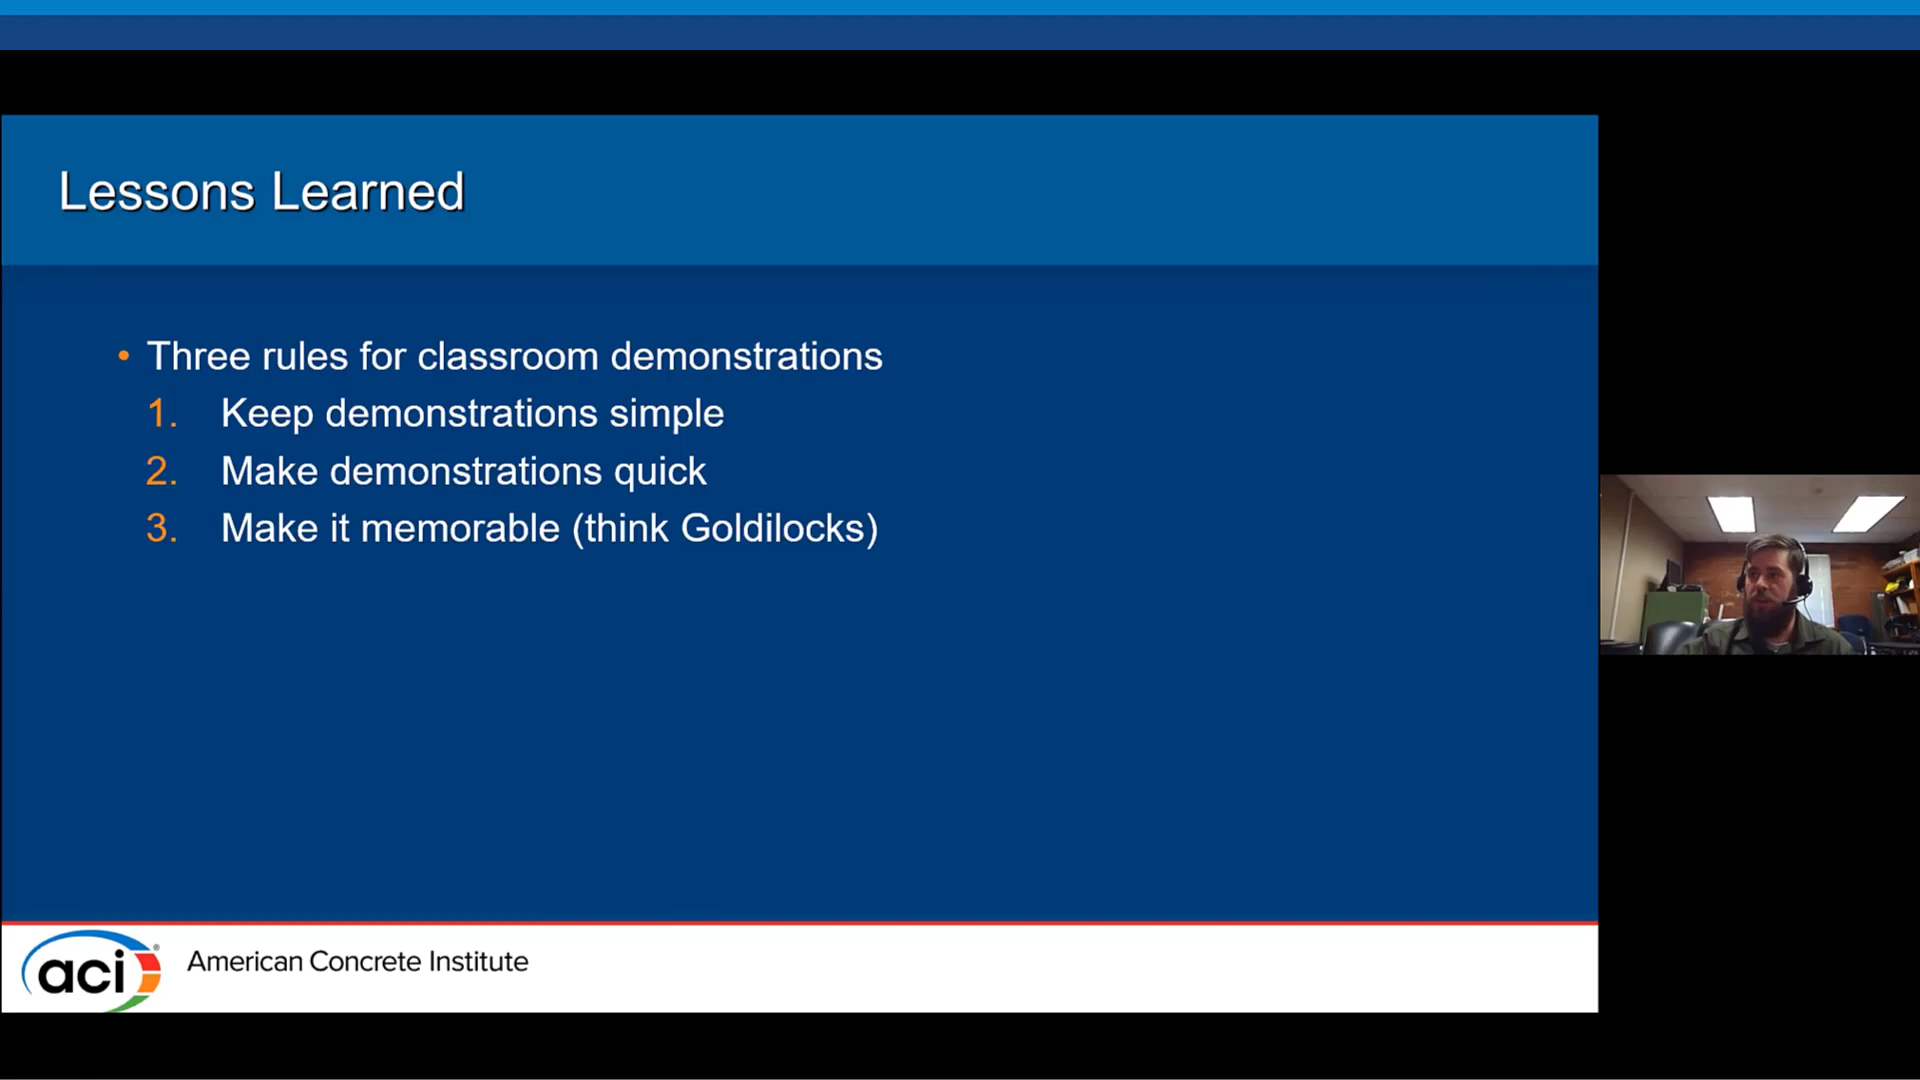 Lessons Learned
• Three rules for classroom demonstrations
1. Keep demonstrations simple
2. Make demonstrations quick
3. Make it memorable (think Goldilocks)
aci® American Concrete Institute